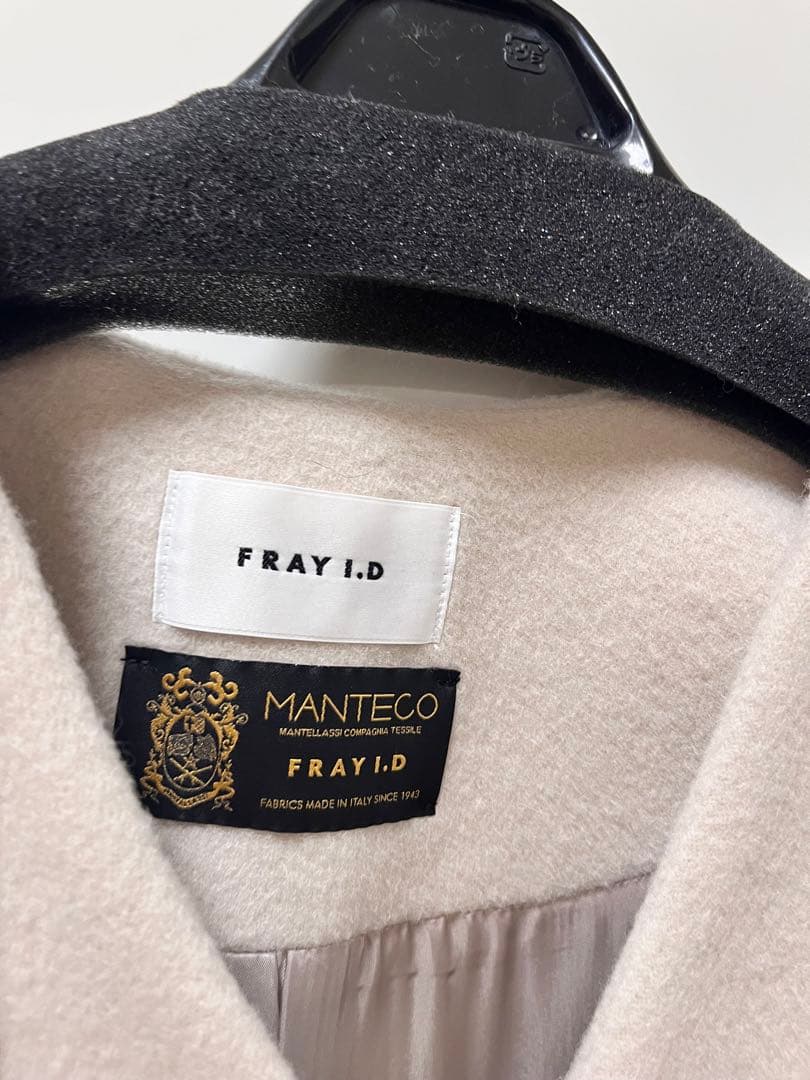 FRAY I.D
MANTECO
MANTELLASSI COMPAGNIA TESSILE
FRAY I.D
FABRICS MADE IN ITALY SINCE 1943